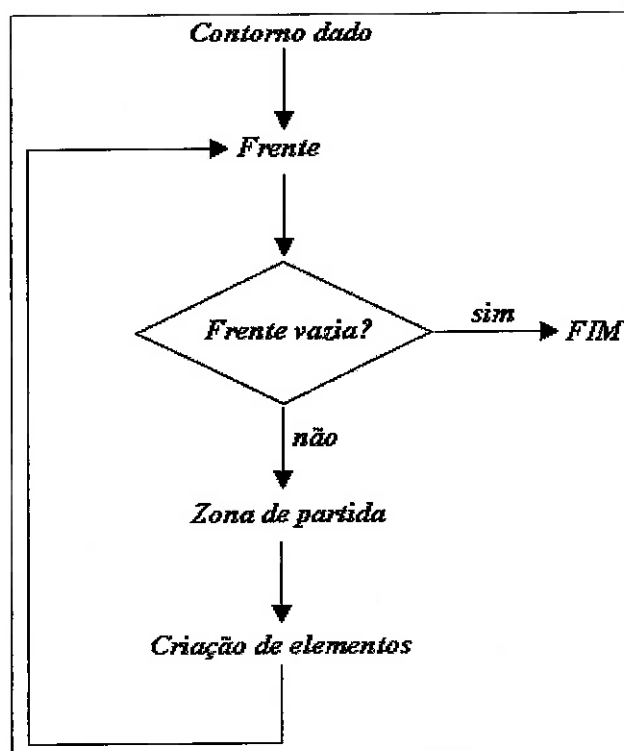 Contorno dado
Frente
Frente vazia?
sim
FIM
não
Zona de partida
Criação de elementos